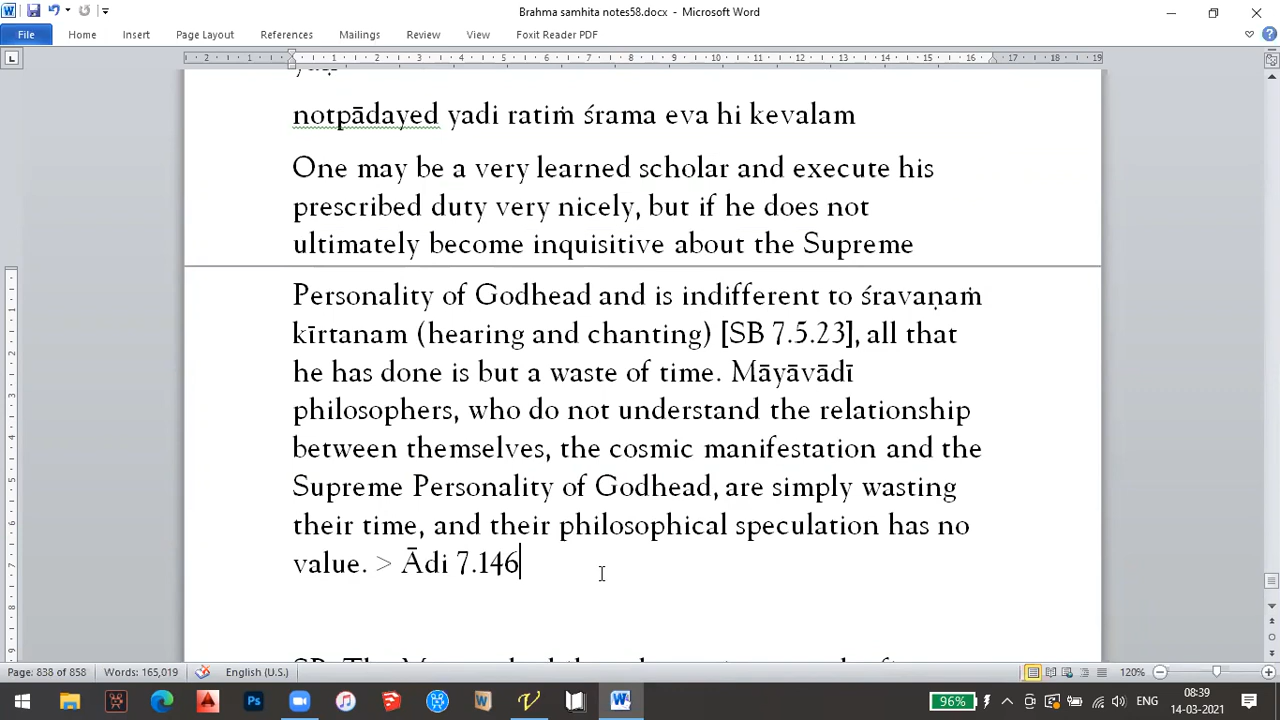 Brahma samhita notes58.docx - Microsoft Word
File Home Insert Page Layout References Mailings Review View Foxit Reader PDF
notpādayed yadi ratiṁ śrama eva hi kevalam
One may be a very learned scholar and execute his
prescribed duty very nicely, but if he does not
ultimately become inquisitive about the Supreme
Personality of Godhead and is indifferent to śravaṇaṁ
kīrtanam (hearing and chanting) [SB 7.5.23], all that
he has done is but a waste of time. Māyāvādī
philosophers, who do not understand the relationship
between themselves, the cosmic manifestation and the
Supreme Personality of Godhead, are simply wasting
their time, and their philosophical speculation has no
value. > Ādi 7.146
Page: 838 of 858 Words: 165,019 English (U.S.) 120%
96% ENG 08:39
14-03-2021